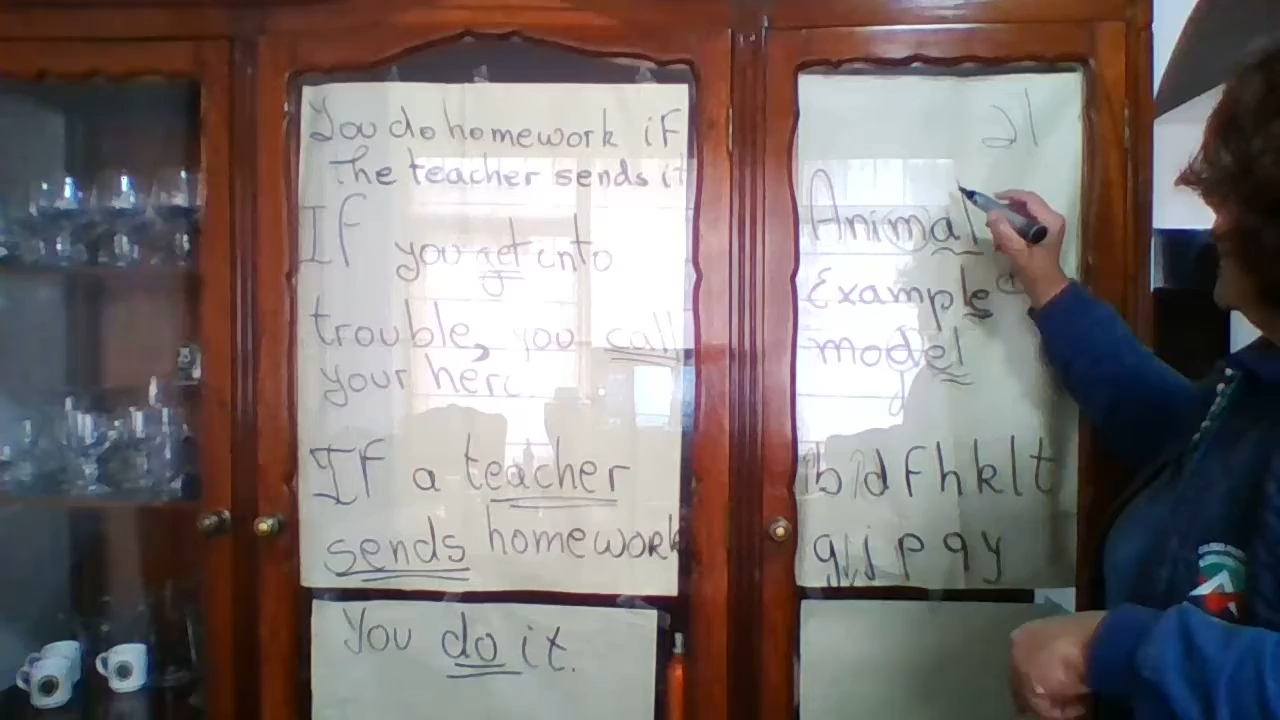 You do homework if
The teacher sends it
If you get into
trouble, you call
your hero
If a teacher
sends homework
You do it.
al
Animal
Example
model
b d f h k l t
g j p q y